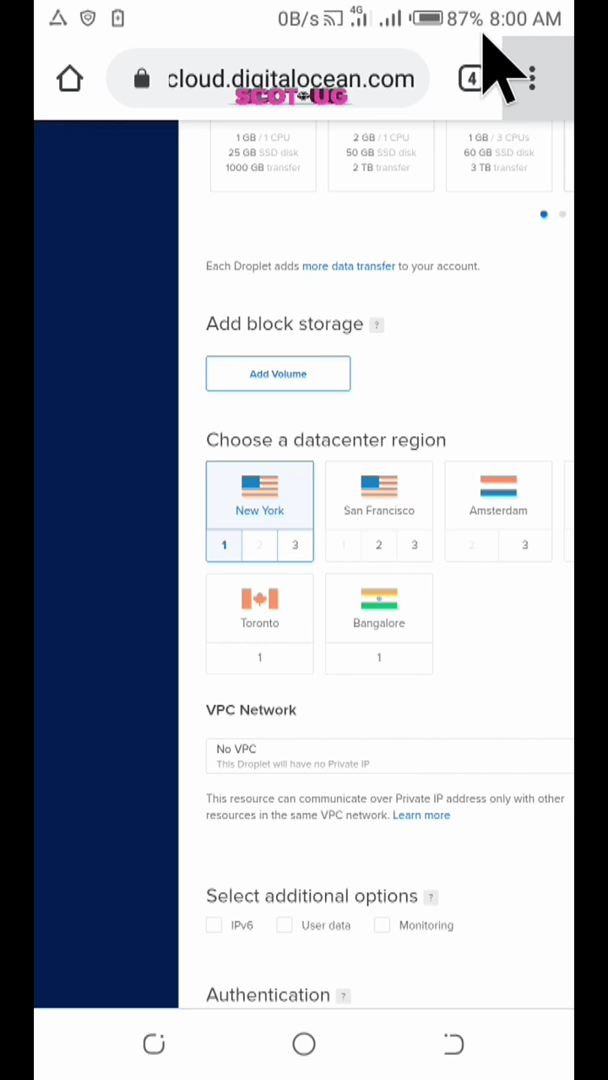 0B/s 4G 87% 8:00 AM
cloud.digitalocean.com 4
SCOT UG
1 GB / 1 CPU 2 GB / 1 CPU 1 GB / 3 CPUs
25 GB SSD disk 50 GB SSD disk 60 GB SSD disk
1000 GB transfer 2 TB transfer 3 TB transfer
Each Droplet adds more data transfer to your account.
Add block storage ?
Add Volume
Choose a datacenter region
New York San Francisco Amsterdam
1 2 3 1 2 3 2 3
Toronto Bangalore
1 1
VPC Network
No VPC
This Droplet will have no Private IP
This resource can communicate over Private IP address only with other
resources in the same VPC network. Learn more
Select additional options ?
IPv6 User data Monitoring
Authentication ?